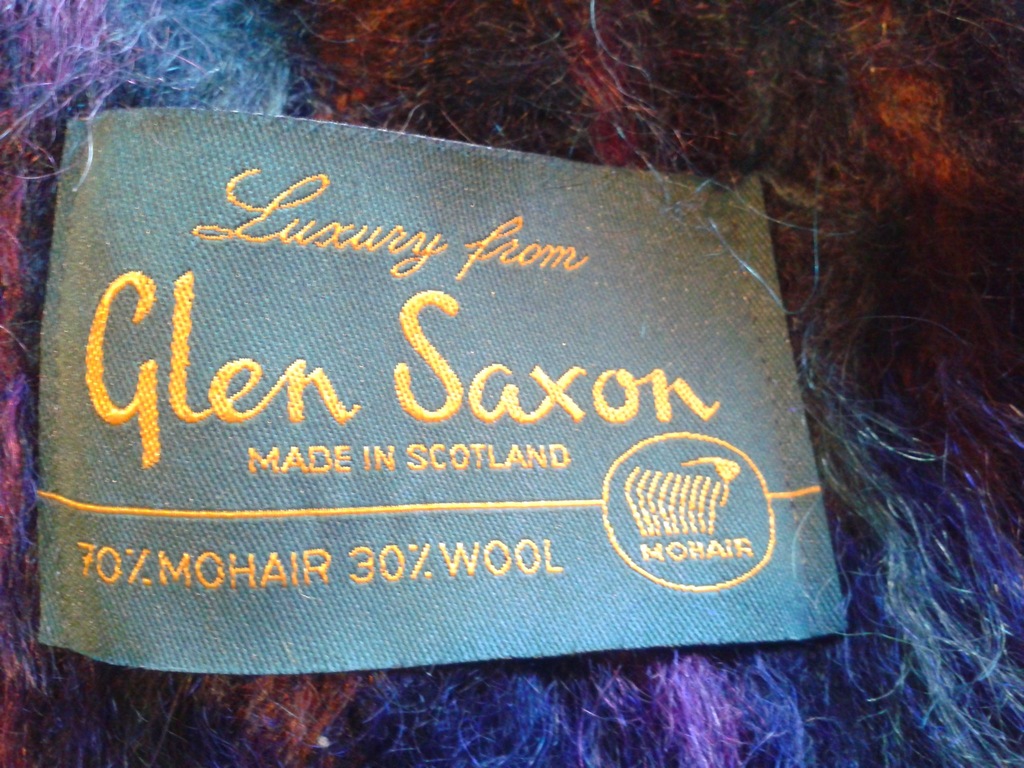 Luxury from
Glen Saxon
MADE IN SCOTLAND
70% MOHAIR 30% WOOL
MOHAIR